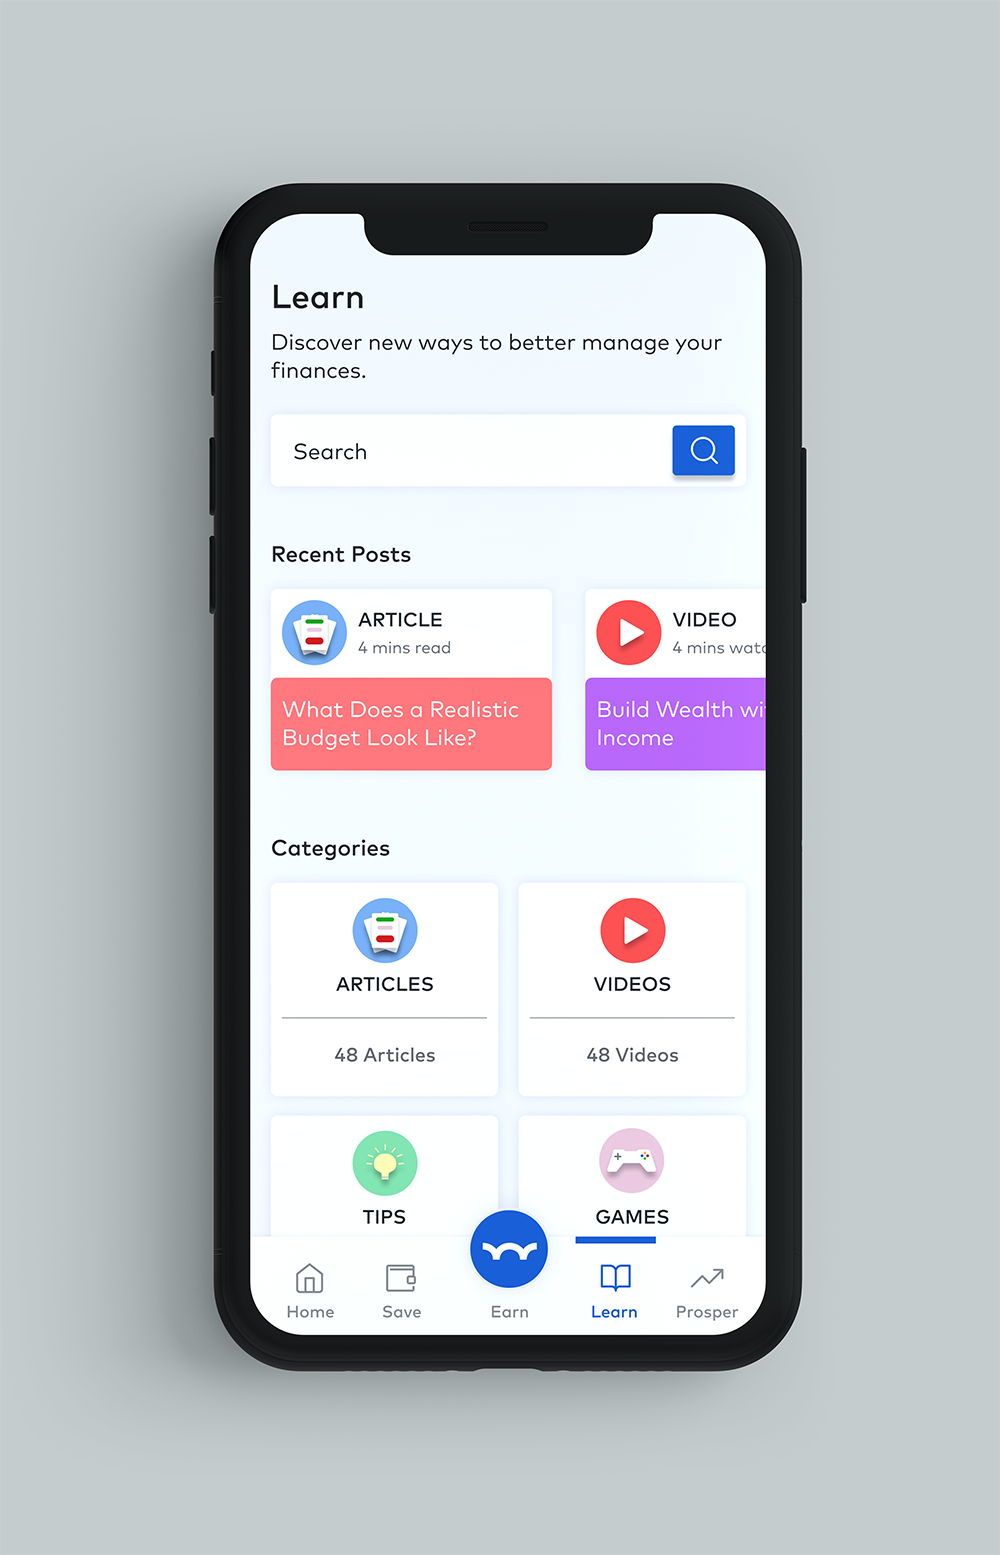 Learn
Discover new ways to better manage your
finances.
Search
Recent Posts
ARTICLE
4 mins read
What Does a Realistic
Budget Look Like?
VIDEO
4 mins
Build Wealth
Income
Categories
ARTICLES
48 Articles
VIDEOS
48 Videos
TIPS
GAMES
Home
Save
Earn
Learn
Prosper